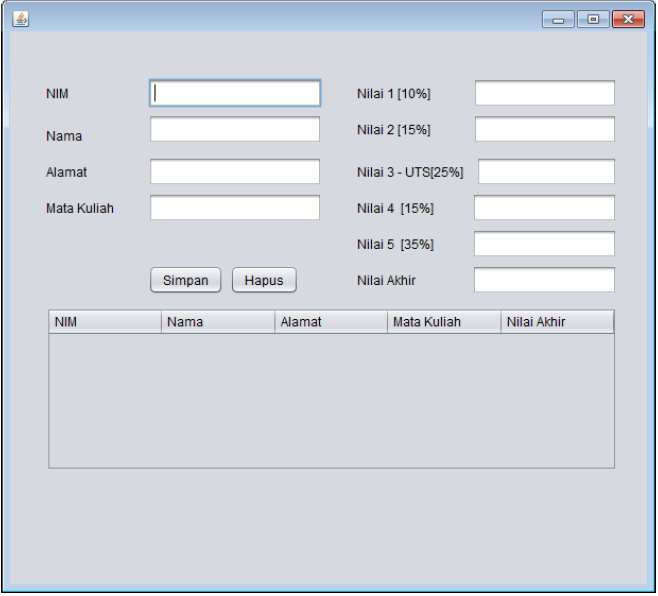 NIM
Nilai 1 [10%]
Nama
Nilai 2 [15%]
Alamat
Nilai 3 - UTS[25%]
Mata Kuliah
Nilai 4 [15%]
Nilai 5 [35%]
Simpan Hapus
Nilai Akhir
NIM Nama Alamat Mata Kuliah Nilai Akhir